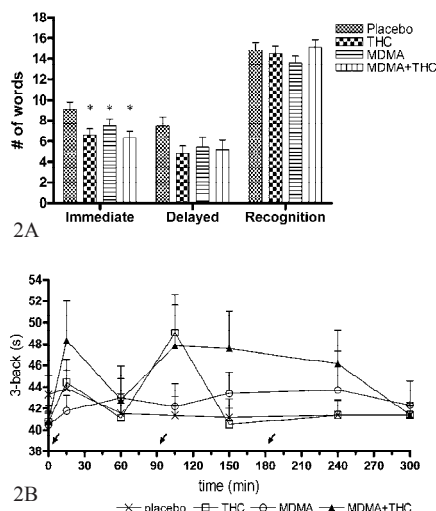 18
16
14
12
10
8
6
4
2
0
# of words
Placebo
THC
MDMA
MDMA+THC
* * *
Immediate Delayed Recognition
2A
54
52
50
48
46
44
42
40
38
3-back (s)
0 30 60 90 120 150 180 210 240 270 300
time (min)
2B
placebo THC MDMA MDMA+THC